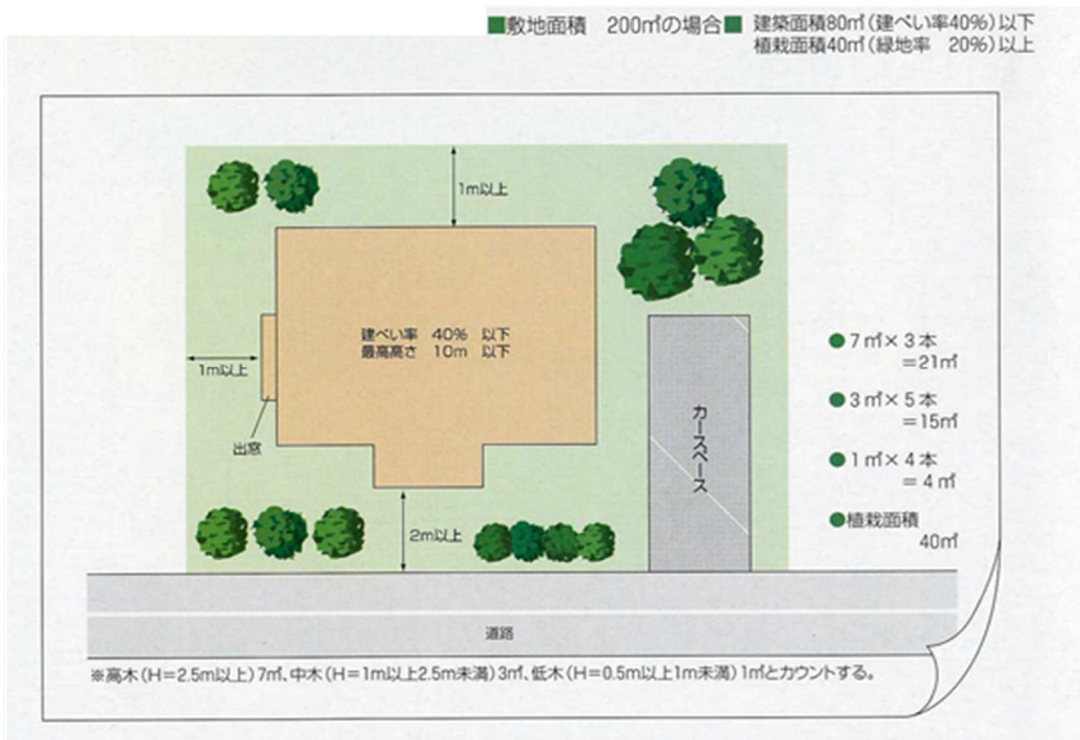 ■敷地面積 200㎡の場合■ 建築面積80㎡(建ぺい率40%)以下
植栽面積40㎡(緑地率 20%)以上
1m以上
建ぺい率 40% 以下
最高高さ 10m 以下
1m以上
出窓
カースペース
2m以上
●7㎡×3本
=21㎡
●3㎡×5本
=15㎡
●1㎡×4本
=4㎡
●植栽面積
40㎡
道路
※高木(H=2.5m以上)7㎡、中木(H=1m以上2.5m未満)3㎡、低木(H=0.5m以上1m未満)1㎡とカウントする。